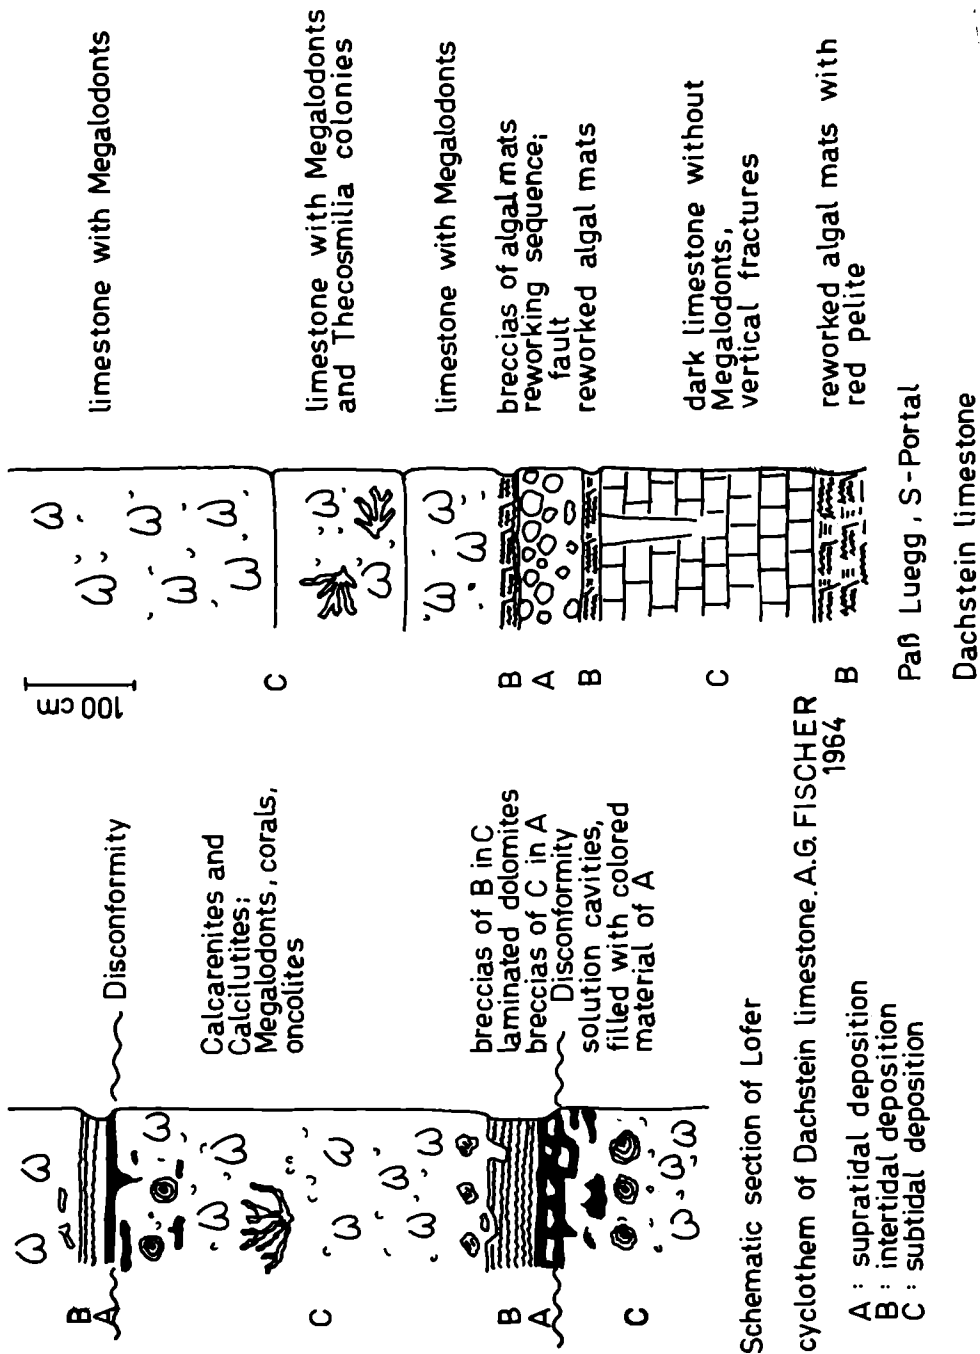 B
A
C
B
A
C
Disconformity
Calcarenites and
Calcilutites;
Megalodonts, corals,
oncolites
breccias of B in C
laminated dolomites
breccias of C in A
Disconformity
solution cavities,
filled with colored
material of A
Schematic section of Lofer
cyclothem of Dachstein limestone. A.G. FISCHER
1964
A : supratidal deposition
B : intertidal deposition
C : subtidal deposition
100 cm
C
B
A
B
C
B
limestone with Megalodonts
limestone with Megalodonts
and Thecosmilia colonies
limestone with Megalodonts
breccias of algal mats
reworking sequence;
fault
reworked algal mats
dark limestone without
Megalodonts,
vertical fractures
reworked algal mats with
red pelite
Paß Luegg, S-Portal
Dachstein limestone